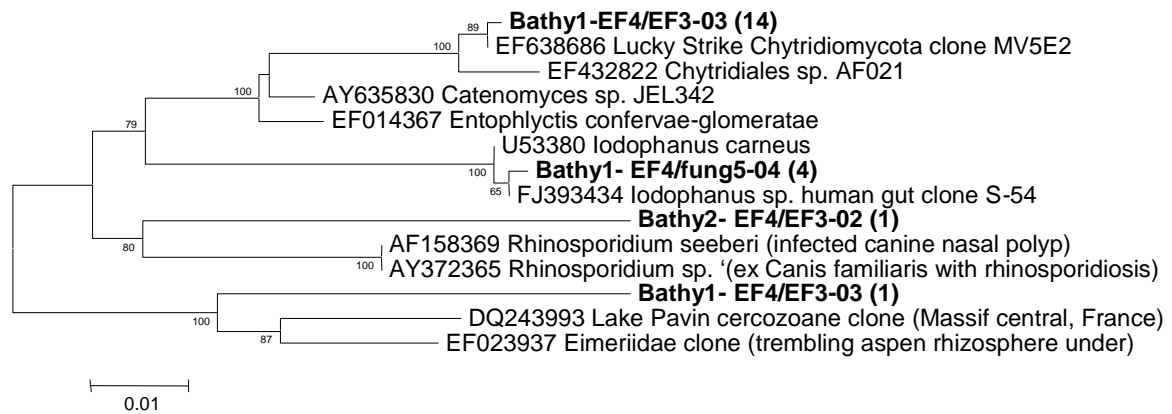 Bathy1-EF4/EF3-03 (14)
89
EF638686 Lucky Strike Chytridiomycota clone MV5E2
100
EF432822 Chytridiales sp. AF021
100
AY635830 Catenomyces sp. JEL342
EF014367 Entophlyctis confervae-glomeratae
79
U53380 Iodophanus carneus
100
Bathy1- EF4/fung5-04 (4)
65
FJ393434 Iodophanus sp. human gut clone S-54
Bathy2- EF4/EF3-02 (1)
80
AF158369 Rhinosporidium seeberi (infected canine nasal polyp)
100
AY372365 Rhinosporidium sp. ‘(ex Canis familiaris with rhinosporidiosis)
Bathy1- EF4/EF3-03 (1)
100
DQ243993 Lake Pavin cercozoane clone (Massif central, France)
87
EF023937 Eimeriidae clone (trembling aspen rhizosphere under)
0.01